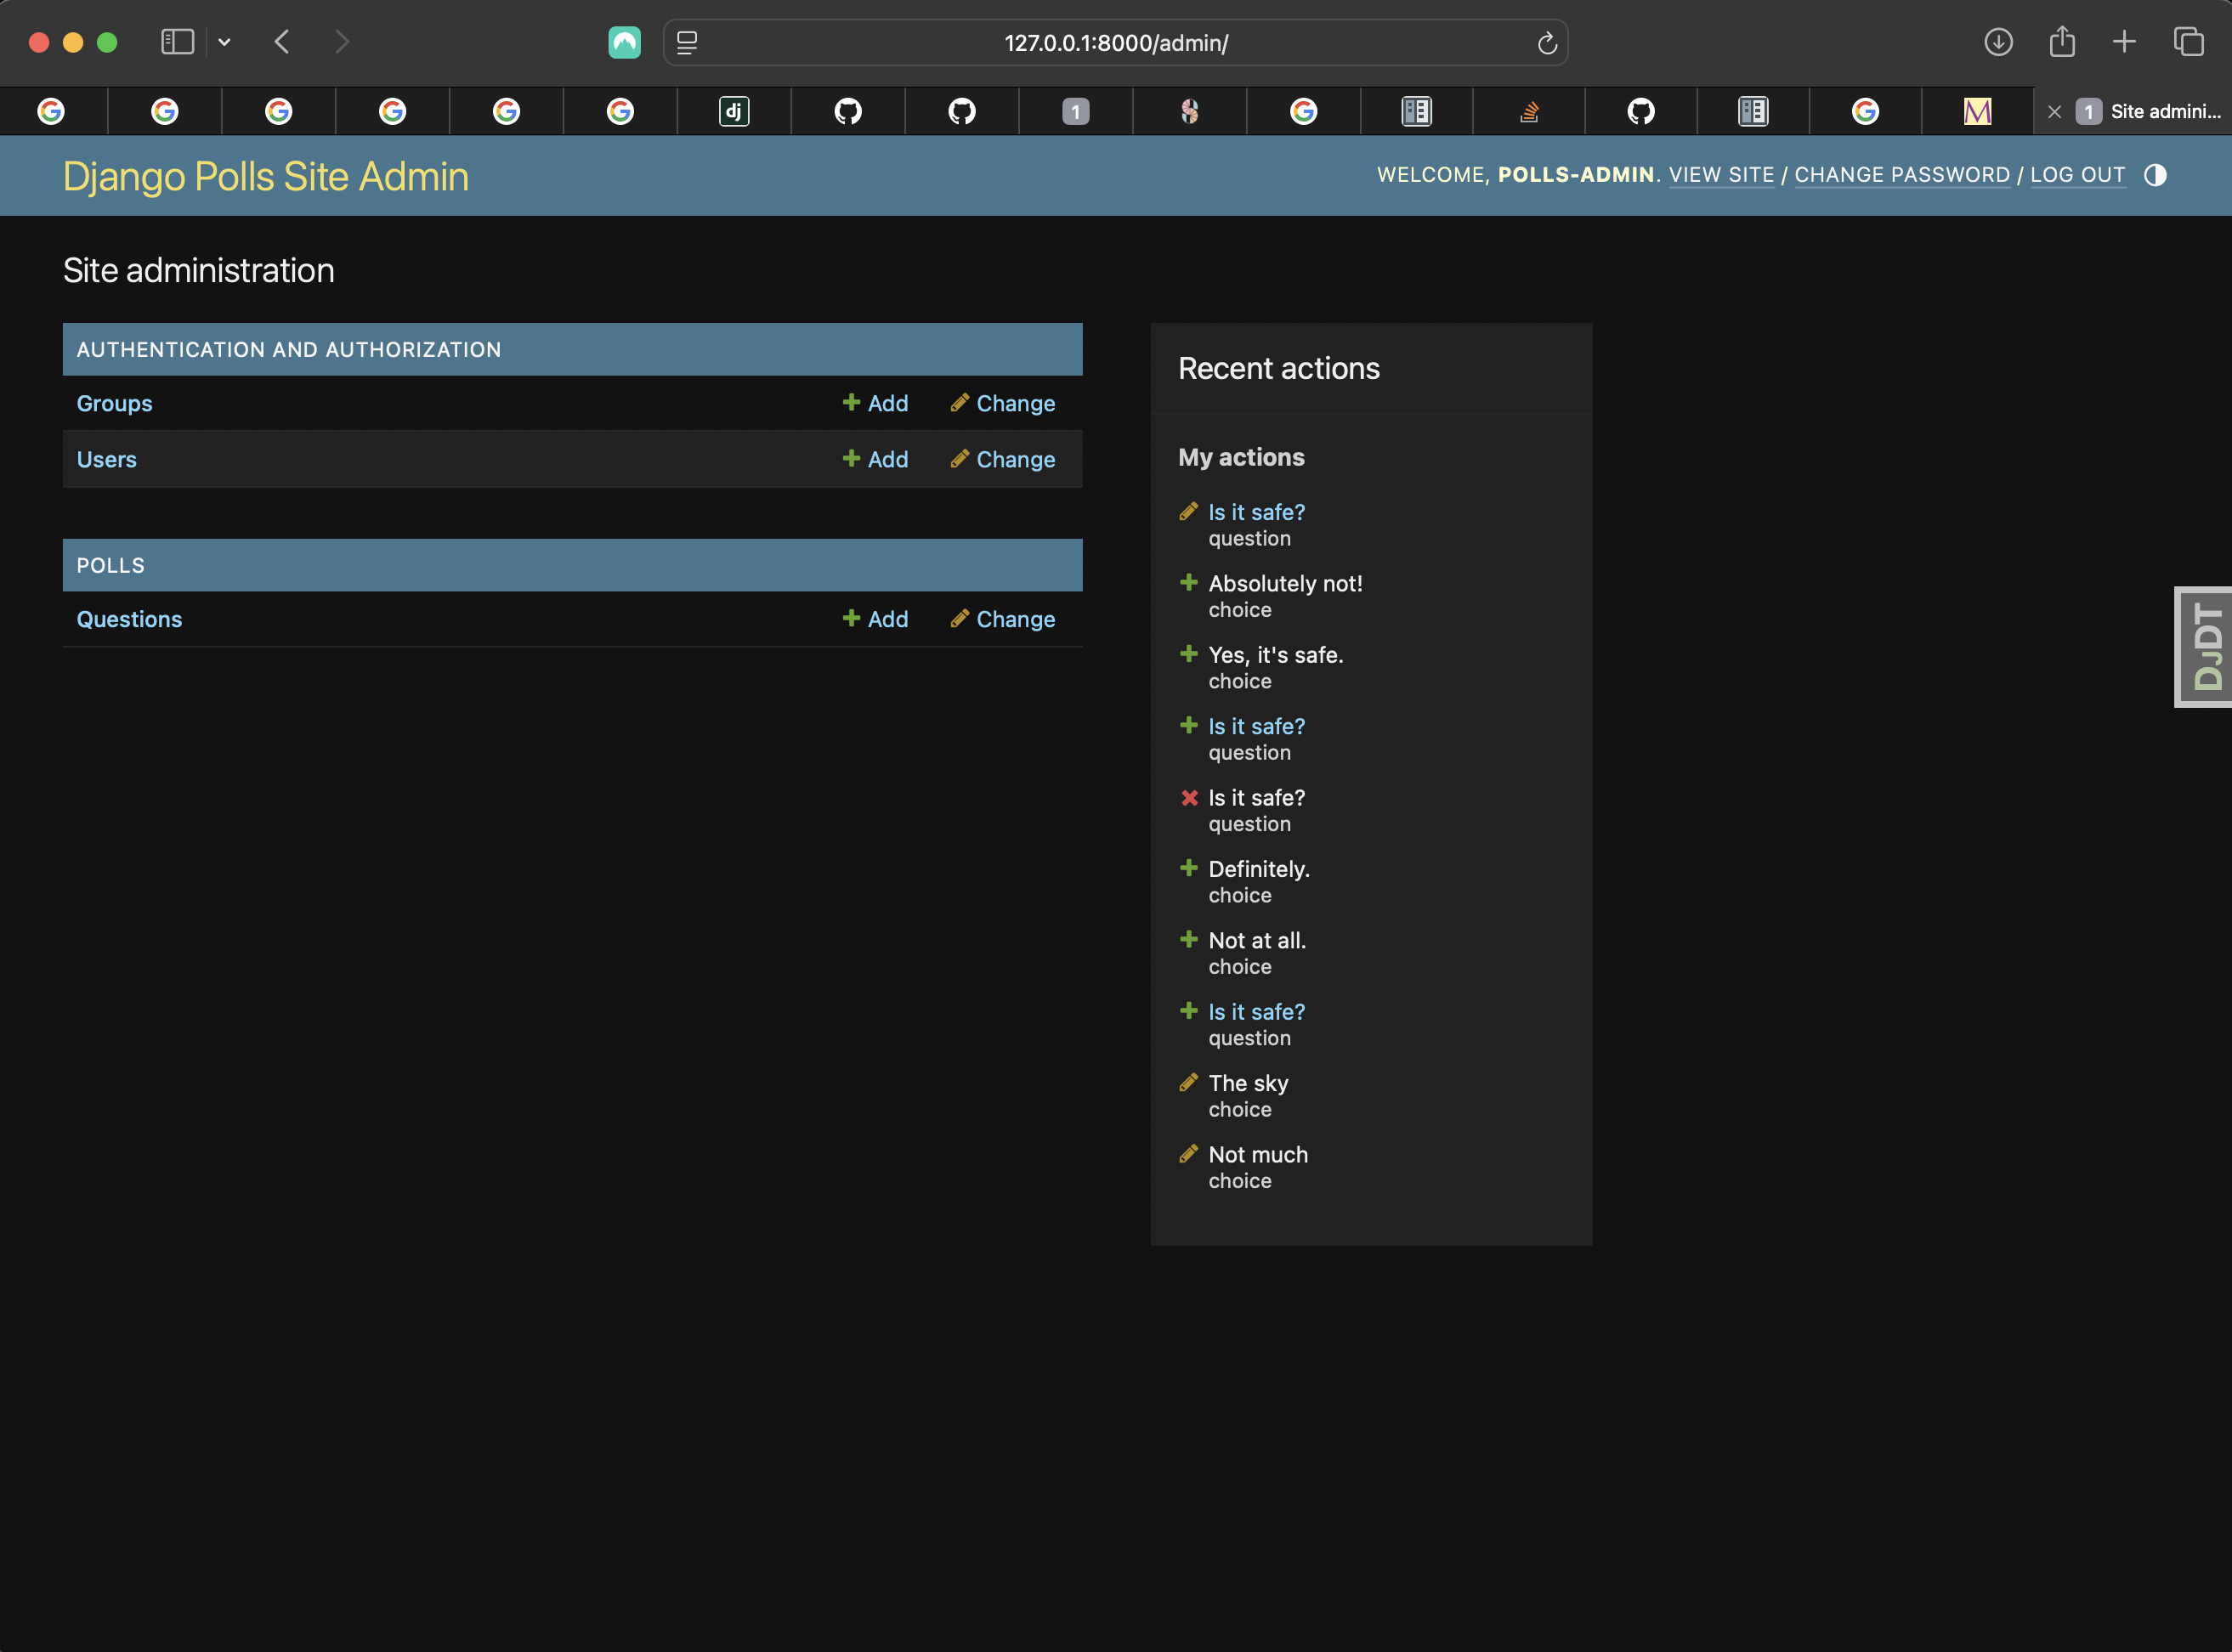 127.0.0.1:8000/admin/
dj
1
1 Site admini...
Django Polls Site Admin
WELCOME, POLLS-ADMIN. VIEW SITE / CHANGE PASSWORD / LOG OUT
Site administration
AUTHENTICATION AND AUTHORIZATION
Groups Add Change
Users Add Change
POLLS
Questions Add Change
Recent actions
My actions
Is it safe?
question
Absolutely not!
choice
Yes, it's safe.
choice
Is it safe?
question
Is it safe?
question
Definitely.
choice
Not at all.
choice
Is it safe?
question
The sky
choice
Not much
choice
DJDT